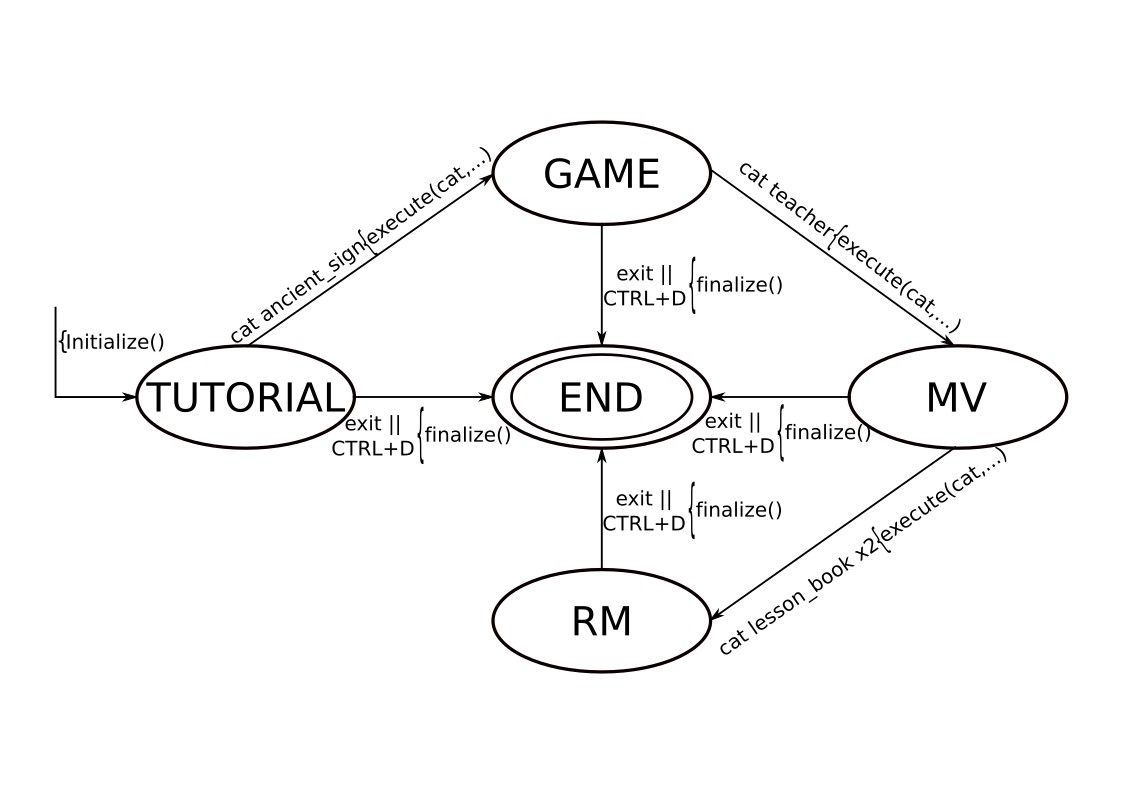 GAME
cat ancient_sign{execute(cat,...)
cat teacher{execute(cat,...)
exit ||
CTRL+D{finalize()
{Initialize()
TUTORIAL
END
MV
exit ||
CTRL+D{finalize()
exit ||
CTRL+D{finalize()
exit ||
CTRL+D{finalize()
cat lesson_book x2{execute(cat,...)
RM